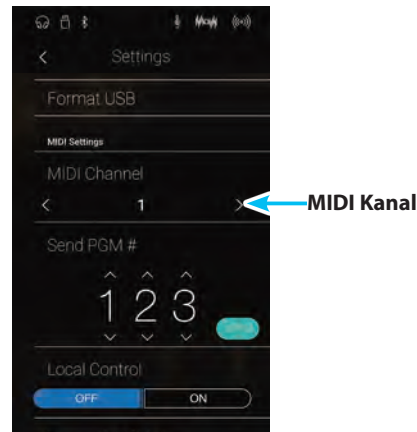 Settings
Format USB
MIDI Settings
MIDI Channel
1
MIDI Kanal
Send PGM #
1 2 3
Local Control
OFF ON